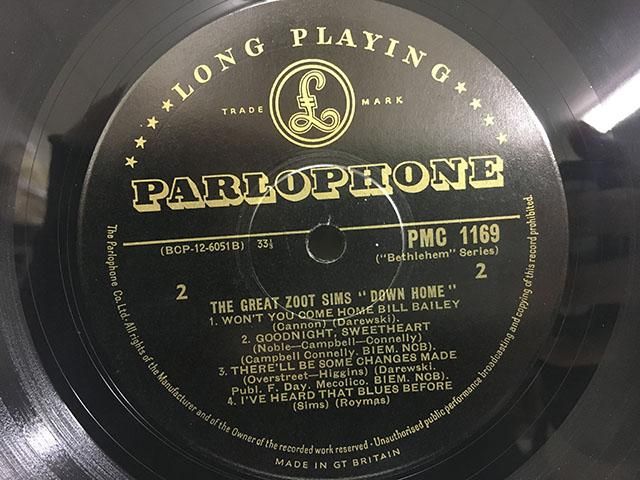 LONG PLAYING
TRADE MARK
£
PARLOPHONE
(BCP-12-6051B) 33⅓
PMC 1169
("Bethlehem" Series)
2
2
THE GREAT ZOOT SIMS "DOWN HOME"
1. WON'T YOU COME HOME BILL BAILEY
(Cannon) (Darewski).
2. GOODNIGHT, SWEETHEART
(Noble—Campbell—Connelly)
(Campbell Connelly. BIEM. NCB).
3. THERE'LL BE SOME CHANGES MADE
(Overstreet—Higgins) (Darewski.
Publ. F. Day. Mecolico. BIEM. NCB).
4. I'VE HEARD THAT BLUES BEFORE
(Sims) (Roymas)
The Parlophone Co. Ltd. All rights of the Manufacturer and of the Owner of the recorded work reserved · Unauthorised public performance broadcasting and copying of this record prohibited.
MADE IN GT BRITAIN